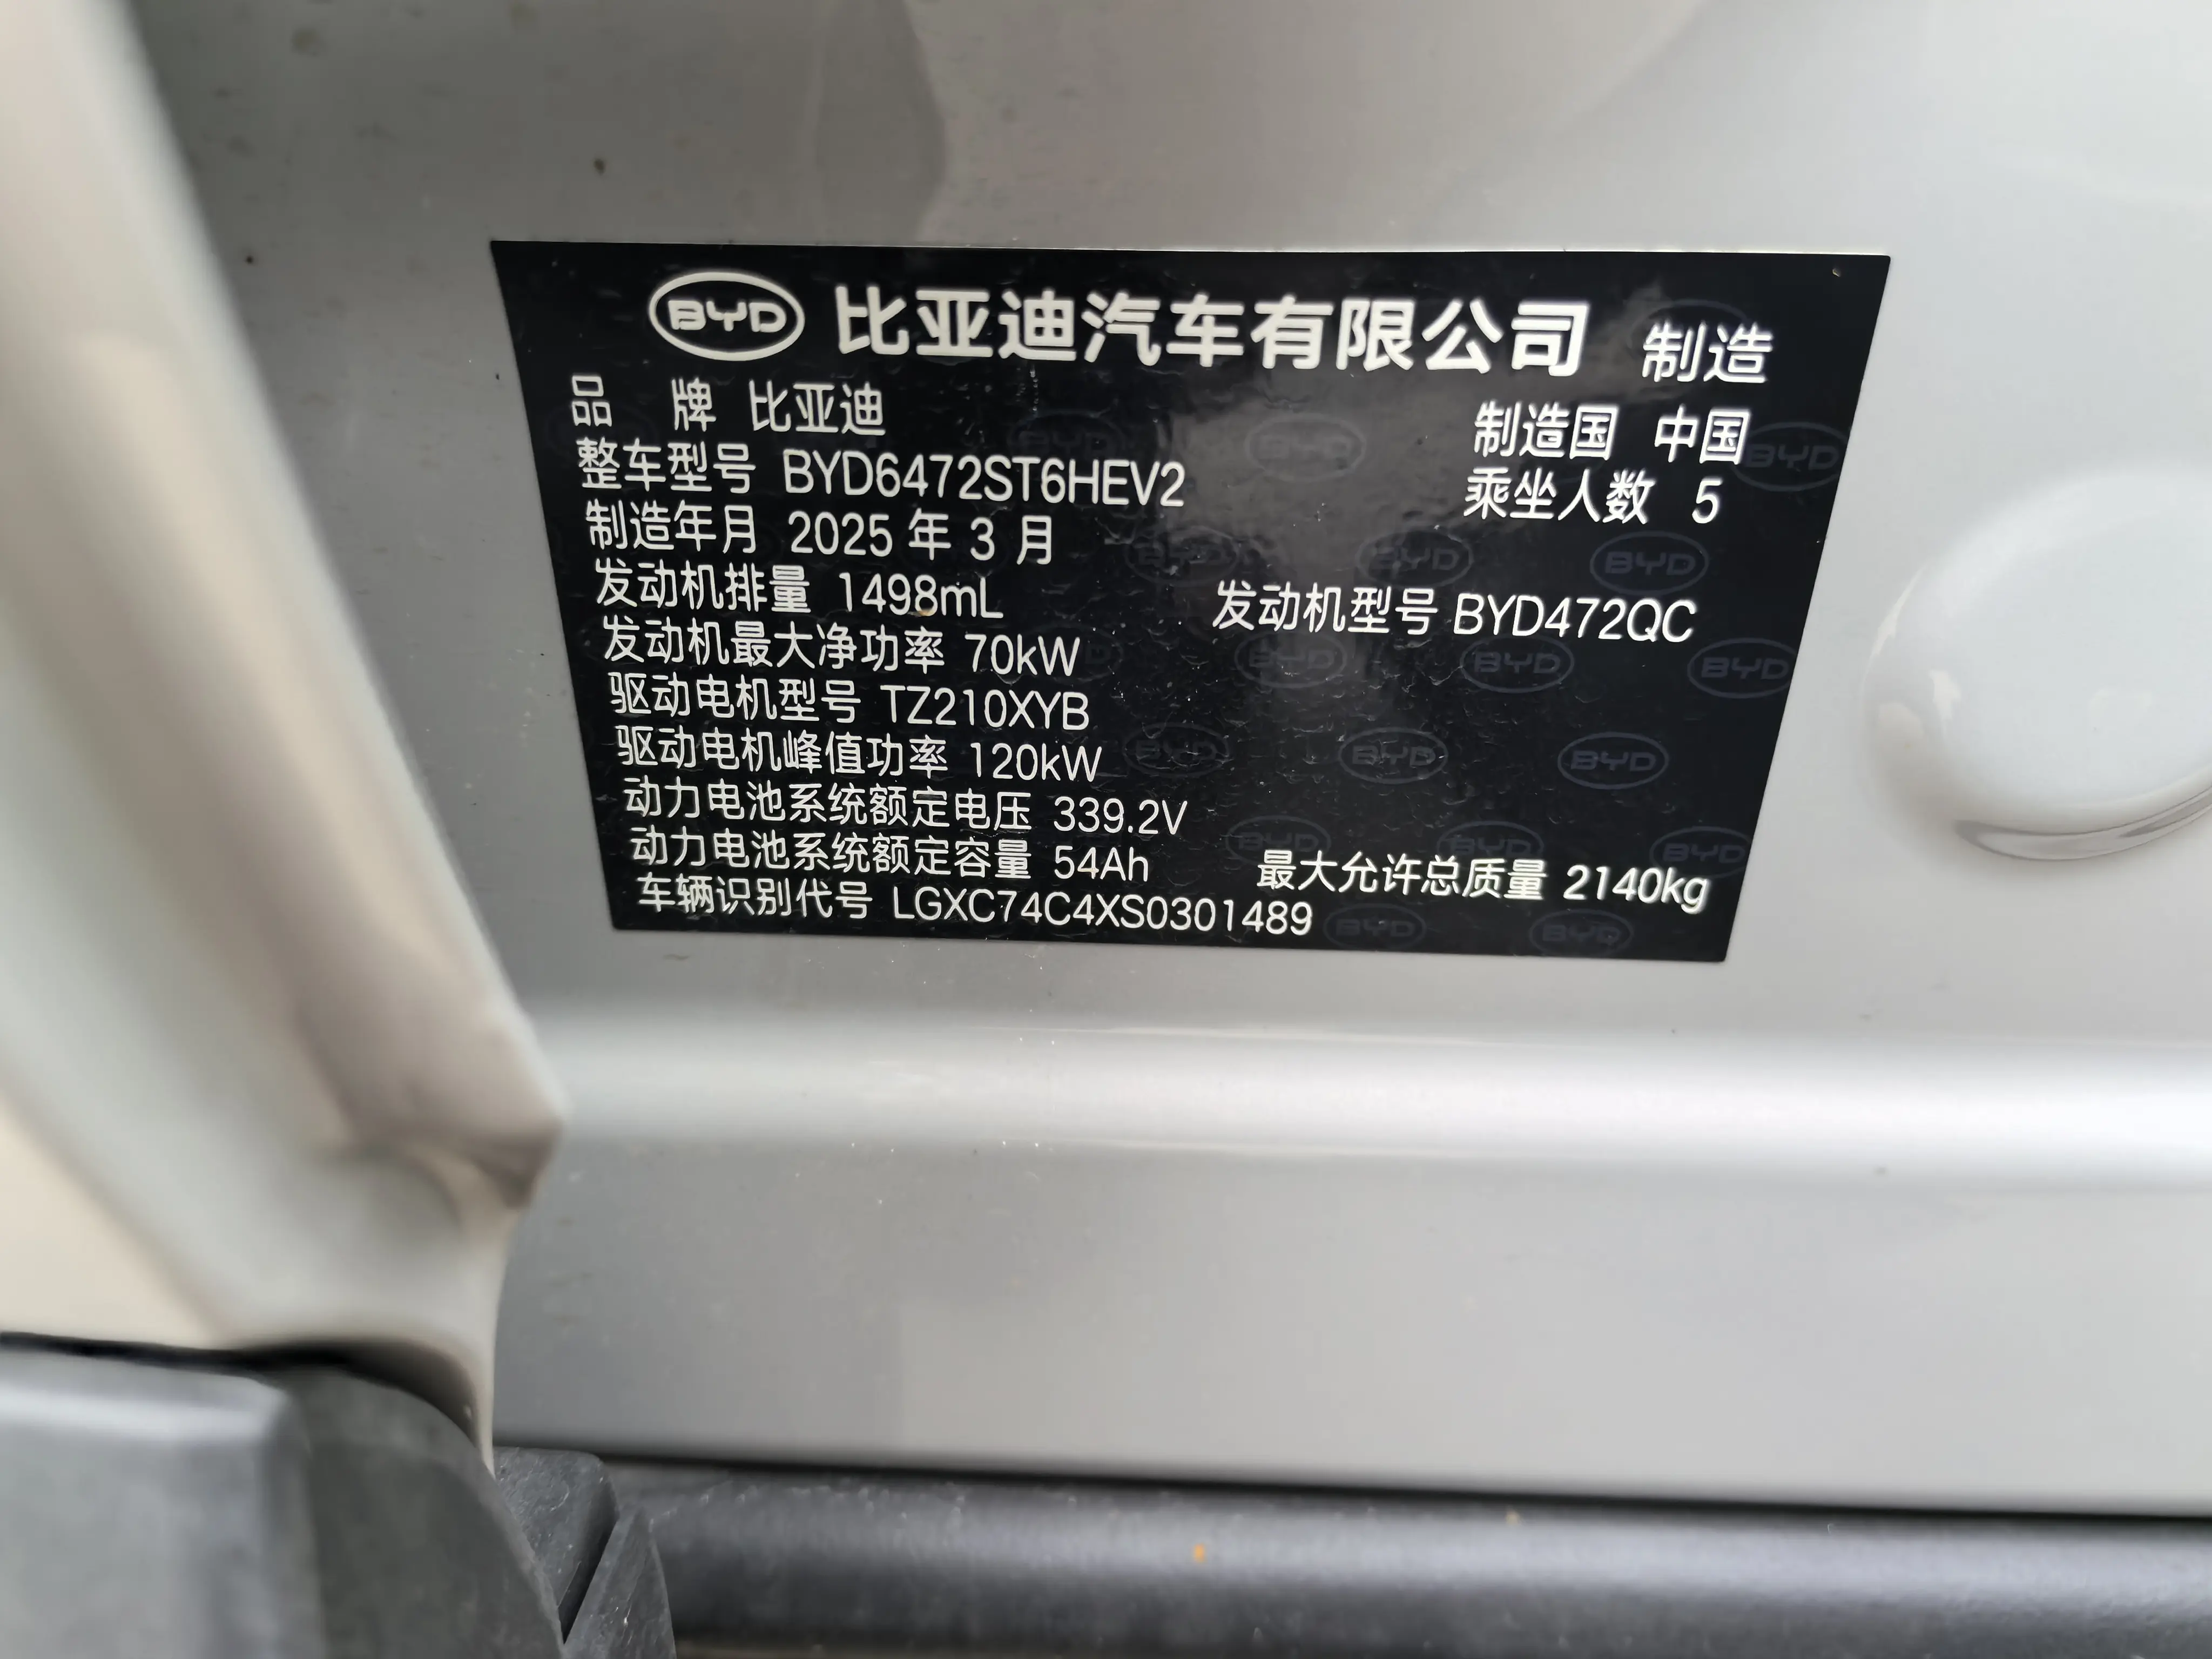 BYD 比亚迪汽车有限公司 制造
品 牌 比亚迪 制造国 中国
整车型号 BYD6472ST6HEV2 乘坐人数 5
制造年月 2025 年 3 月
发动机排量 1498mL 发动机型号 BYD472QC
发动机最大净功率 70kW
驱动电机型号 TZ210XYB
驱动电机峰值功率 120kW
动力电池系统额定电压 339.2V
动力电池系统额定容量 54Ah 最大允许总质量 2140kg
车辆识别代号 LGXC74C4XS0301489